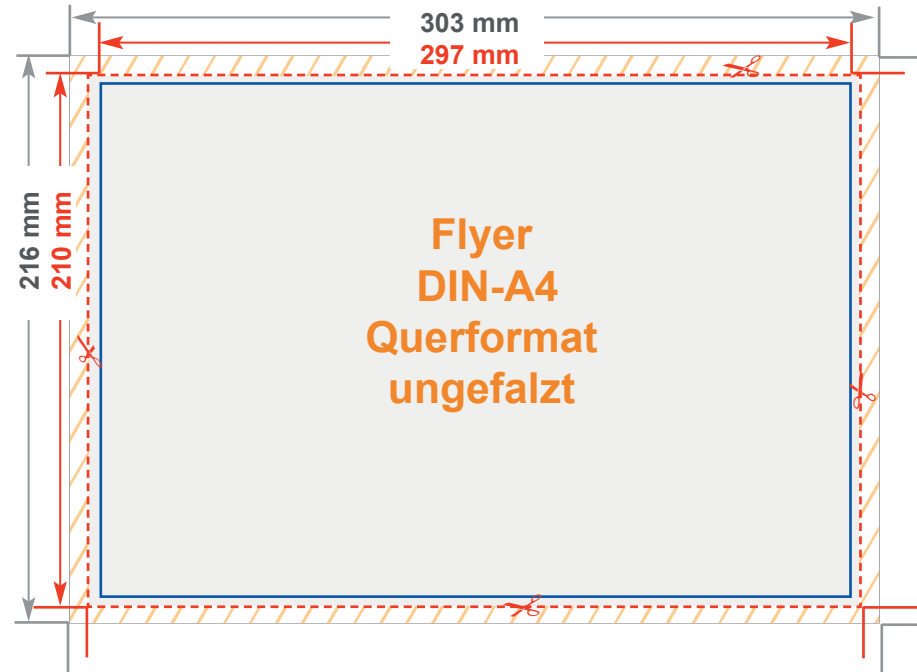 303 mm
297 mm
216 mm
210 mm
Flyer
DIN-A4
Querformat
ungefalzt